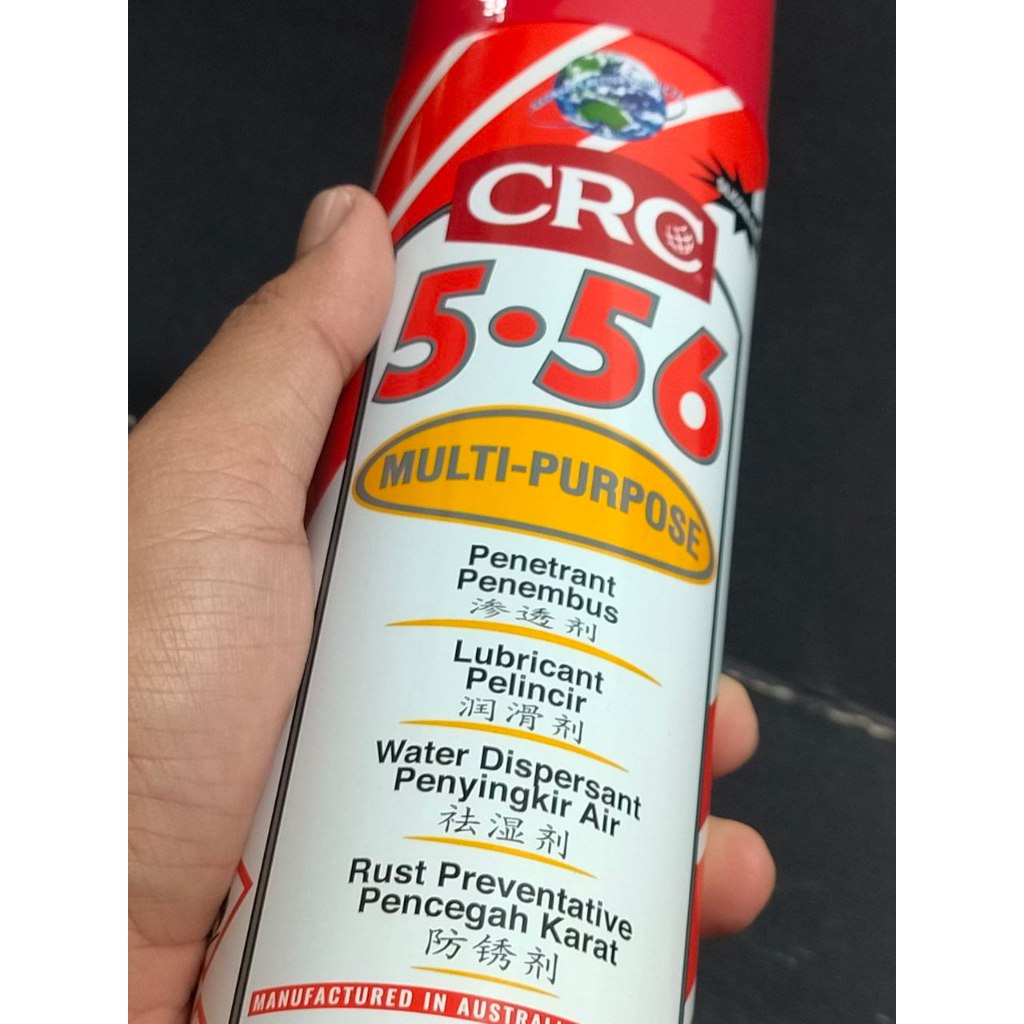 CRC
5·56
MULTI-PURPOSE
Penetrant
Penembus
渗透剂
Lubricant
Pelincir
润滑剂
Water Dispersant
Penyingkir Air
祛湿剂
Rust Preventative
Pencegah Karat
防锈剂
MANUFACTURED IN